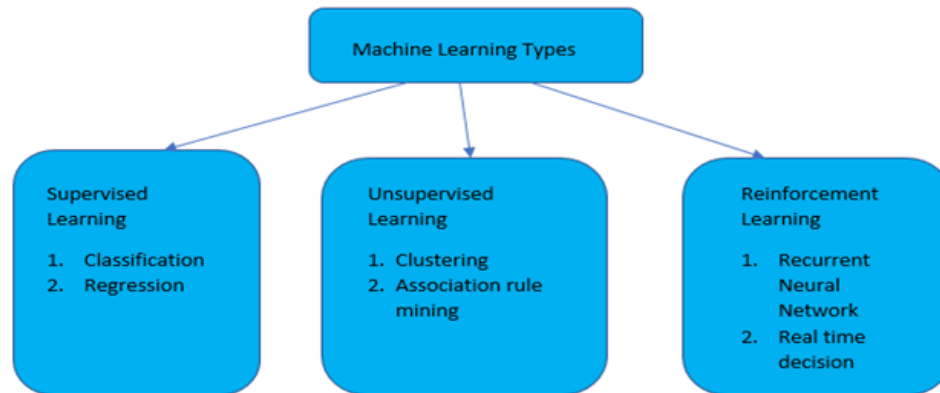 Machine Learning Types
Supervised
Learning
1. Classification
2. Regression
Unsupervised
Learning
1. Clustering
2. Association rule
mining
Reinforcement
Learning
1. Recurrent
Neural
Network
2. Real time
decision